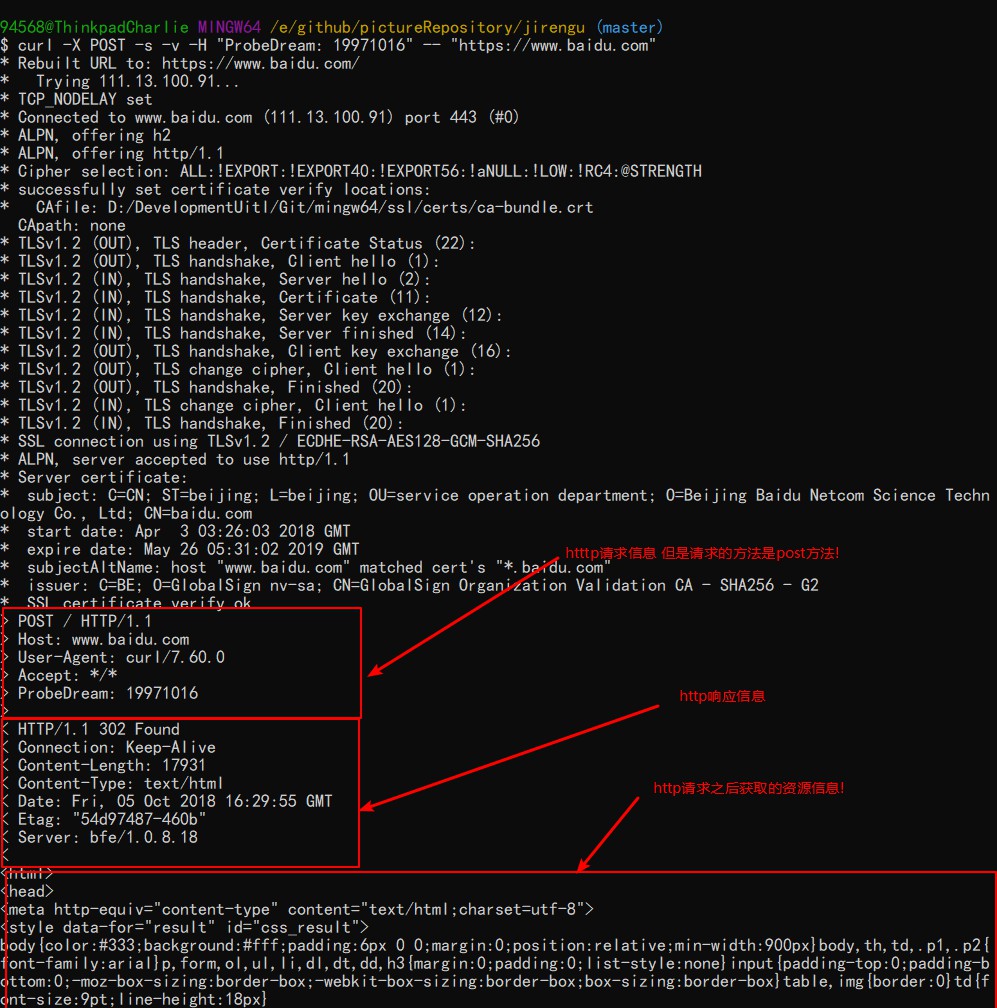 94568@ThinkpadCharlie MINGW64 /e/github/pictureRepository/jirengu (master)
$ curl -X POST -s -v -H "ProbeDream: 19971016" -- "https://www.baidu.com"
* Rebuilt URL to: https://www.baidu.com/
*   Trying 111.13.100.91...
* TCP_NODELAY set
* Connected to www.baidu.com (111.13.100.91) port 443 (#0)
* ALPN, offering h2
* ALPN, offering http/1.1
* Cipher selection: ALL:!EXPORT:!EXPORT40:!EXPORT56:!aNULL:!LOW:!RC4:@STRENGTH
* successfully set certificate verify locations:
*   CAfile: D:/DevelopmentUitl/Git/mingw64/ssl/certs/ca-bundle.crt
  CApath: none
* TLSv1.2 (OUT), TLS header, Certificate Status (22):
* TLSv1.2 (OUT), TLS handshake, Client hello (1):
* TLSv1.2 (IN), TLS handshake, Server hello (2):
* TLSv1.2 (IN), TLS handshake, Certificate (11):
* TLSv1.2 (IN), TLS handshake, Server key exchange (12):
* TLSv1.2 (IN), TLS handshake, Server finished (14):
* TLSv1.2 (OUT), TLS handshake, Client key exchange (16):
* TLSv1.2 (OUT), TLS change cipher, Client hello (1):
* TLSv1.2 (OUT), TLS handshake, Finished (20):
* TLSv1.2 (IN), TLS change cipher, Client hello (1):
* TLSv1.2 (IN), TLS handshake, Finished (20):
* SSL connection using TLSv1.2 / ECDHE-RSA-AES128-GCM-SHA256
* ALPN, server accepted to use http/1.1
* Server certificate:
*  subject: C=CN; ST=beijing; L=beijing; OU=service operation department; O=Beijing Baidu Netcom Science Techn
ology Co., Ltd; CN=baidu.com
*  start date: Apr  3 03:26:03 2018 GMT
*  expire date: May 26 05:31:02 2019 GMT
htttp请求信息 但是请求的方法是post方法!
*  subjectAltName: host "www.baidu.com" matched cert's "*.baidu.com"
*  issuer: C=BE; O=GlobalSign nv-sa; CN=GlobalSign Organization Validation CA - SHA256 - G2
*  SSL certificate verify ok
> POST / HTTP/1.1
> Host: www.baidu.com
> User-Agent: curl/7.60.0
> Accept: */*
> ProbeDream: 19971016
>
http响应信息
< HTTP/1.1 302 Found
< Connection: Keep-Alive
< Content-Length: 17931
< Content-Type: text/html
http请求之后获取的资源信息!
< Date: Fri, 05 Oct 2018 16:29:55 GMT
< Etag: "54d97487-460b"
< Server: bfe/1.0.8.18
<
<html>
<head>
<meta http-equiv="content-type" content="text/html;charset=utf-8">
<style data-for="result" id="css_result">
body{color:#333;background:#fff;padding:6px 0 0;margin:0;position:relative;min-width:900px}body,th,td,.p1,.p2{
font-family:arial}p,form,ol,ul,li,dl,dt,dd,h3{margin:0;padding:0;list-style:none}input{padding-top:0;padding-b
ottom:0;-moz-box-sizing:border-box;-webkit-box-sizing:border-box;box-sizing:border-box}table,img{border:0}td{f
ont-size:9pt;line-height:18px}